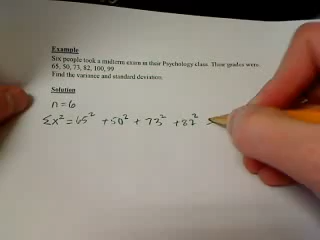 Example
Six people took a midterm exam in their Psychology class. Their grades were:
65, 50, 73, 82, 100, 99
Find the variance and standard deviation.
Solution
n = 6
Σx² = 65² + 50² + 73² + 82²